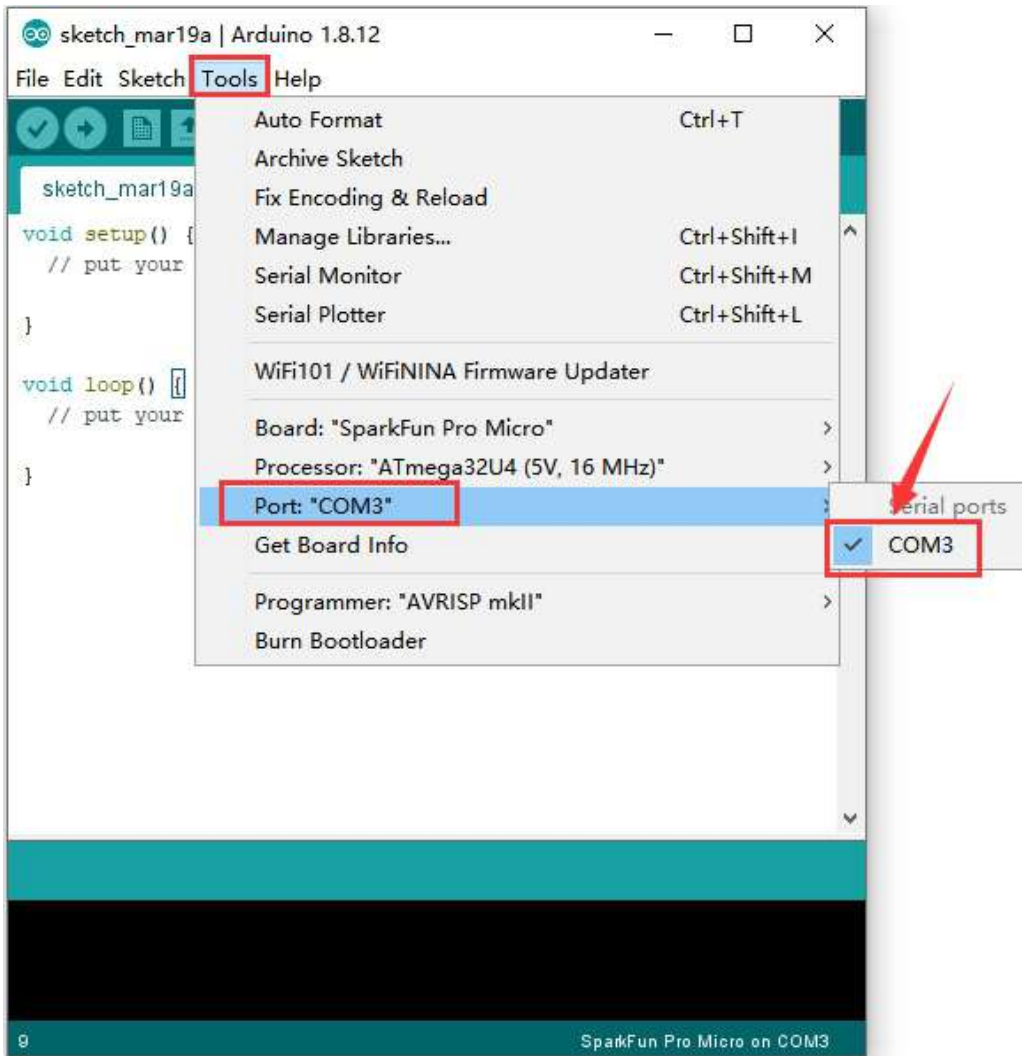 sketch_mar19a | Arduino 1.8.12
File Edit Sketch Tools Help
sketch_mar19a
void setup() {
// put your
}
void loop() {
// put your
}
Auto Format Ctrl+T
Archive Sketch
Fix Encoding & Reload
Manage Libraries... Ctrl+Shift+I
Serial Monitor Ctrl+Shift+M
Serial Plotter Ctrl+Shift+L
WiFi101 / WiFiNINA Firmware Updater
Board: "SparkFun Pro Micro"
Processor: "ATmega32U4 (5V, 16 MHz)"
Port: "COM3"
Get Board Info
Programmer: "AVRISP mkII"
Burn Bootloader
Serial ports
COM3
9 SparkFun Pro Micro on COM3